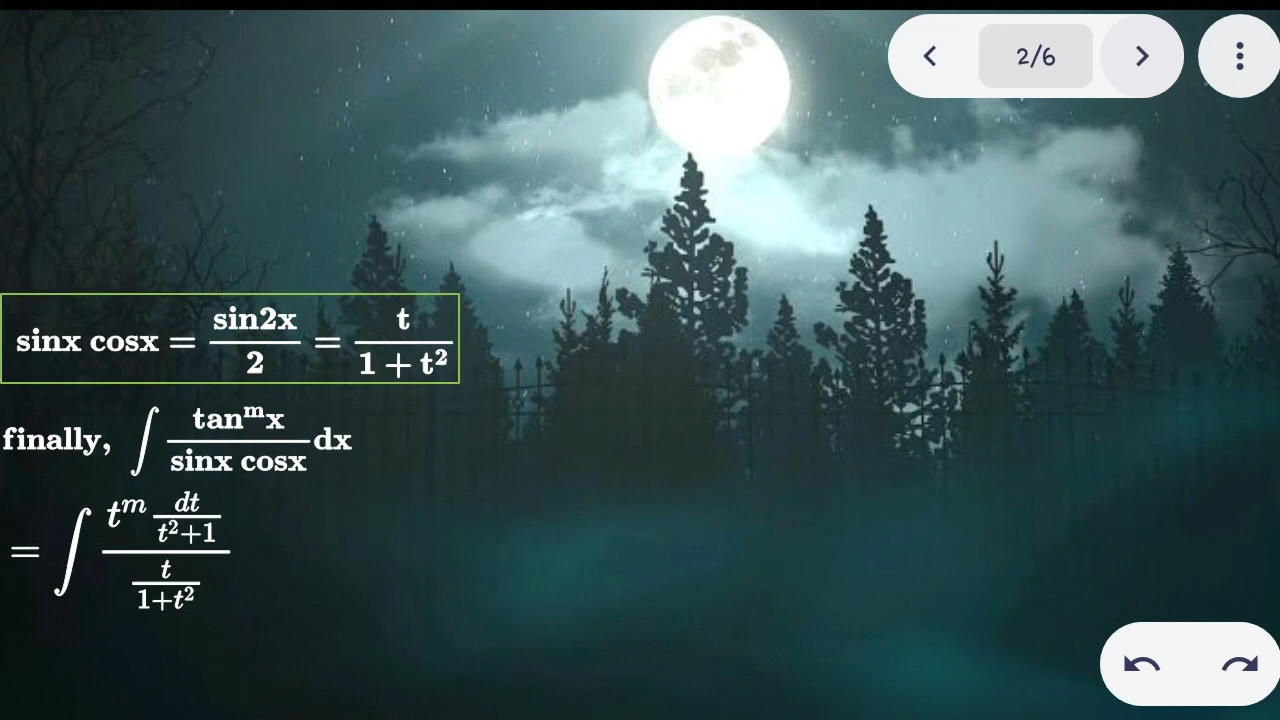 2/6
sinx cosx = sin2x/2 = t/(1 + t²)
finally, ∫ tanᵐx/(sinx cosx) dx
= ∫ (tᵐ dt/(t²+1))/(t/(1+t²))